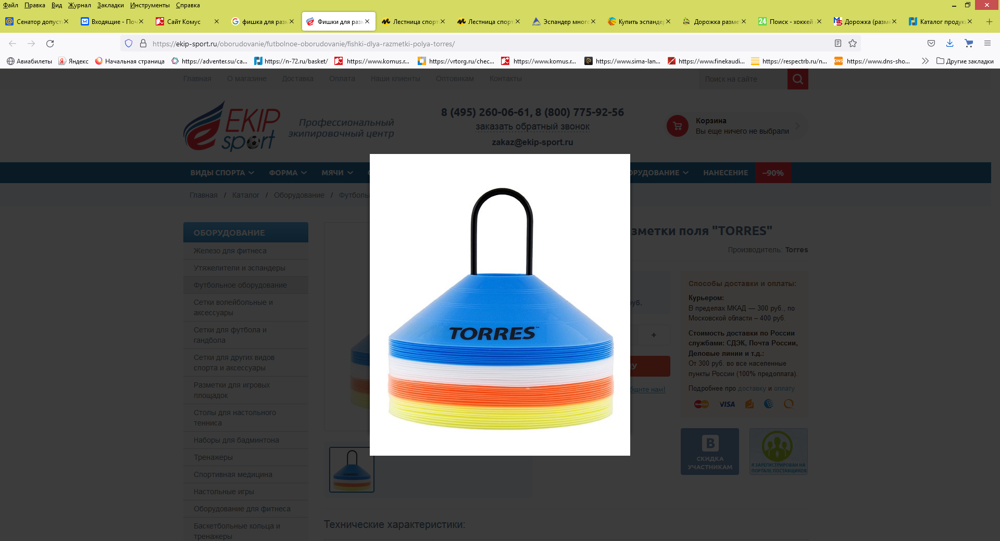 Файл Правка Вид Журнал Закладки Инструменты Справка
Сенатор допуст Входящие - Поч Сайт Комус фишка для раз Фишки для раз Лестница спорт Лестница спорт Эспандер много Купить эспандер Дорожка разме Поиск - хоккей Дорожка (разме Каталог продук
https://ekip-sport.ru/oborudovanie/futbolnoe-oborudovanie/fishki-dlya-razmetki-polya-torres/
Авиабилеты Яндекс Начальная страница https://adventer.su/ca... https://n-72.ru/basket/ https://www.komus.r... https://vrtorg.ru/chec... https://www.komus.r... https://www.sima-lan... https://www.finekaudi... https://respectrb.ru/n... DNS https://www.dns-sho... Другие закладки
Главная О магазине Доставка Оплата Наши клиенты Оптовикам Контакты Поиск на сайте
EKIP sport
Профессиональный
экипировочный центр
8 (495) 260-06-61, 8 (800) 775-92-56
заказать обратный звонок
zakaz@ekip-sport.ru
Корзина
Вы еще ничего не выбрали
ВИДЫ СПОРТА ФОРМА МЯЧИ ОРУДОВАНИЕ НАНЕСЕНИЕ –90%
Главная / Каталог / Оборудование / Футболь
ОБОРУДОВАНИЕ
Железо для фитнеса
Утяжелители и эспандеры
Футбольное оборудование
Сетки волейбольные и
аксессуары
Сетки для футбола и
гандбола
Сетки для других видов
спорта и аксессуары
Разметки для игровых
площадок
Столы для настольного
тенниса
Наборы для бадминтона
Тренажеры
Спортивная медицина
Настольные игры
Оборудование для фитнеса
Баскетбольные кольца и
тренажеры
TORRES™
зметки поля "TORRES"
Производитель: Torres
уб.
+
У
бщите нам!
Способы доставки и оплаты:
Курьером:
В пределах МКАД — 300 руб., по
Московской области – 400 руб.
Стоимость доставки по России
службами: СДЭК, Почта России,
Деловые линии и т.д.:
От 300 руб. во все населенные
пункты России (100% предоплата).
Подробнее про доставку и оплату
VISA
B
СКИДКА
УЧАСТНИКАМ
Я ЗАРЕГИСТРИРОВАН НА
ПОРТАЛЕ ПОСТАВЩИКОВ
Технические характеристики: